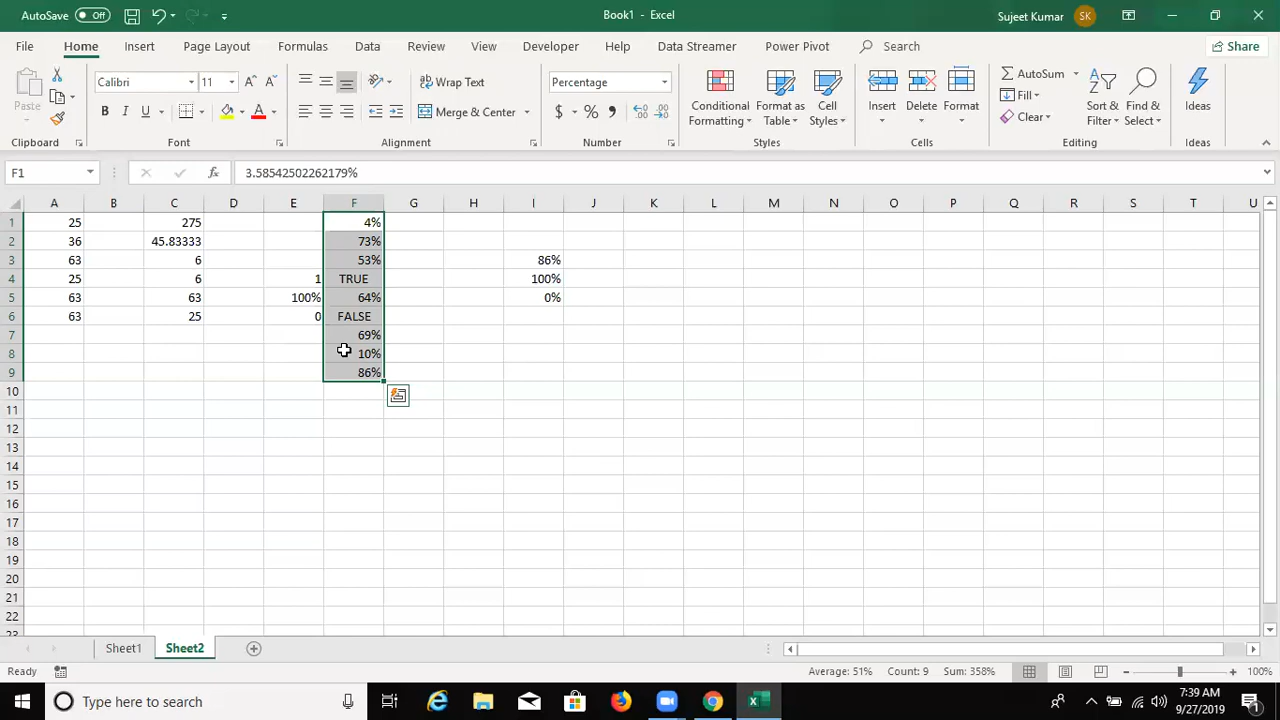 AutoSave Off Book1 - Excel Sujeet Kumar SK
File Home Insert Page Layout Formulas Data Review View Developer Help Data Streamer Power Pivot Search Share
Paste Calibri 11 Wrap Text Percentage Conditional Formatting Format as Table Cell Styles Insert Delete Format AutoSum Fill Clear Sort & Filter Find & Select Ideas
B I U A Merge & Center $ % ,
Clipboard Font Alignment Number Styles Cells Editing Ideas
F1 fx 3.58542502262179%
A B C D E F G H I J K L M N O P Q R S T U
1 25 275 4%
2 36 45.83333 73%
3 63 6 53% 86%
4 25 6 1 TRUE 100%
5 63 63 100% 64% 0%
6 63 25 0 FALSE
7 69%
8 10%
9 86%
10
11
12
13
14
15
16
17
18
19
20
21
22
23
Sheet1 Sheet2
Ready Average: 51% Count: 9 Sum: 358% 100%
Type here to search 7:39 AM
9/27/2019 1